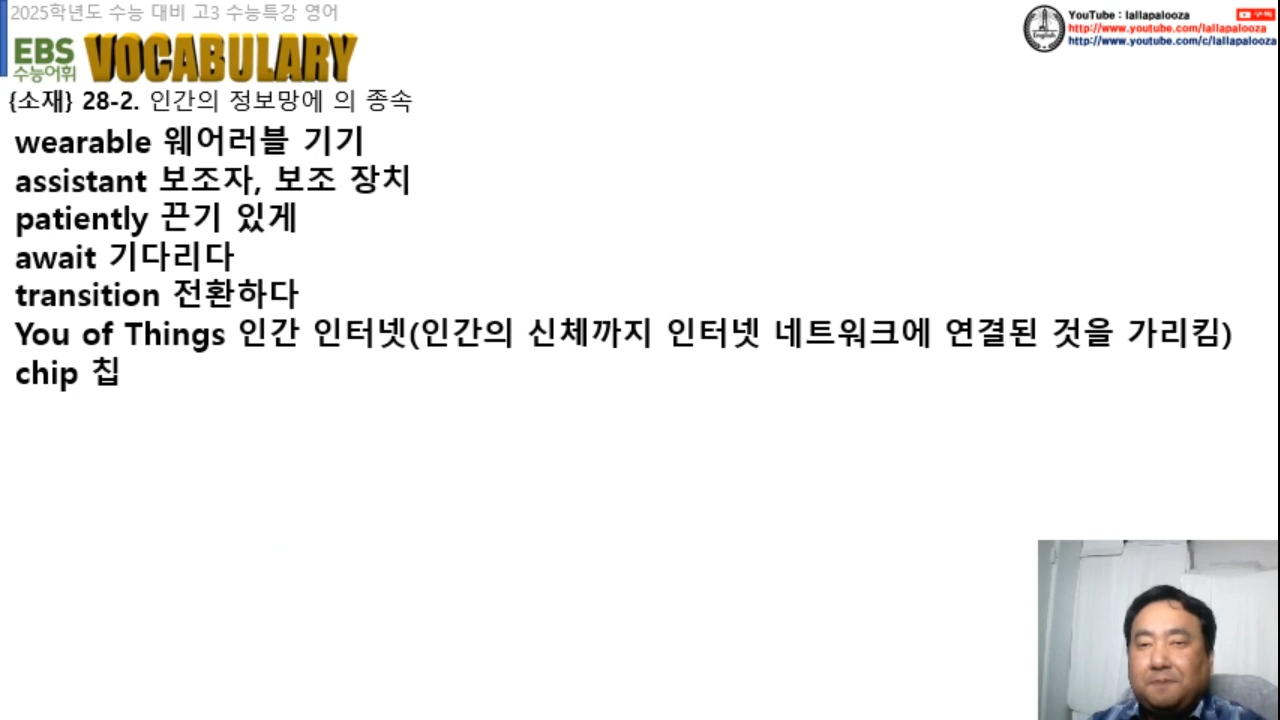 2025학년도 수능 대비 고3 수능특강 영어
EBS 수능어휘 VOCABULARY
YouTube : lallapalooza 구독
http://www.youtube.com/lallapalooza
http://www.youtube.com/c/lallapalooza
English
{소재} 28-2. 인간의 정보망에 의 종속
wearable 웨어러블 기기
assistant 보조자, 보조 장치
patiently 끈기 있게
await 기다리다
transition 전환하다
You of Things 인간 인터넷(인간의 신체까지 인터넷 네트워크에 연결된 것을 가리킴)
chip 칩